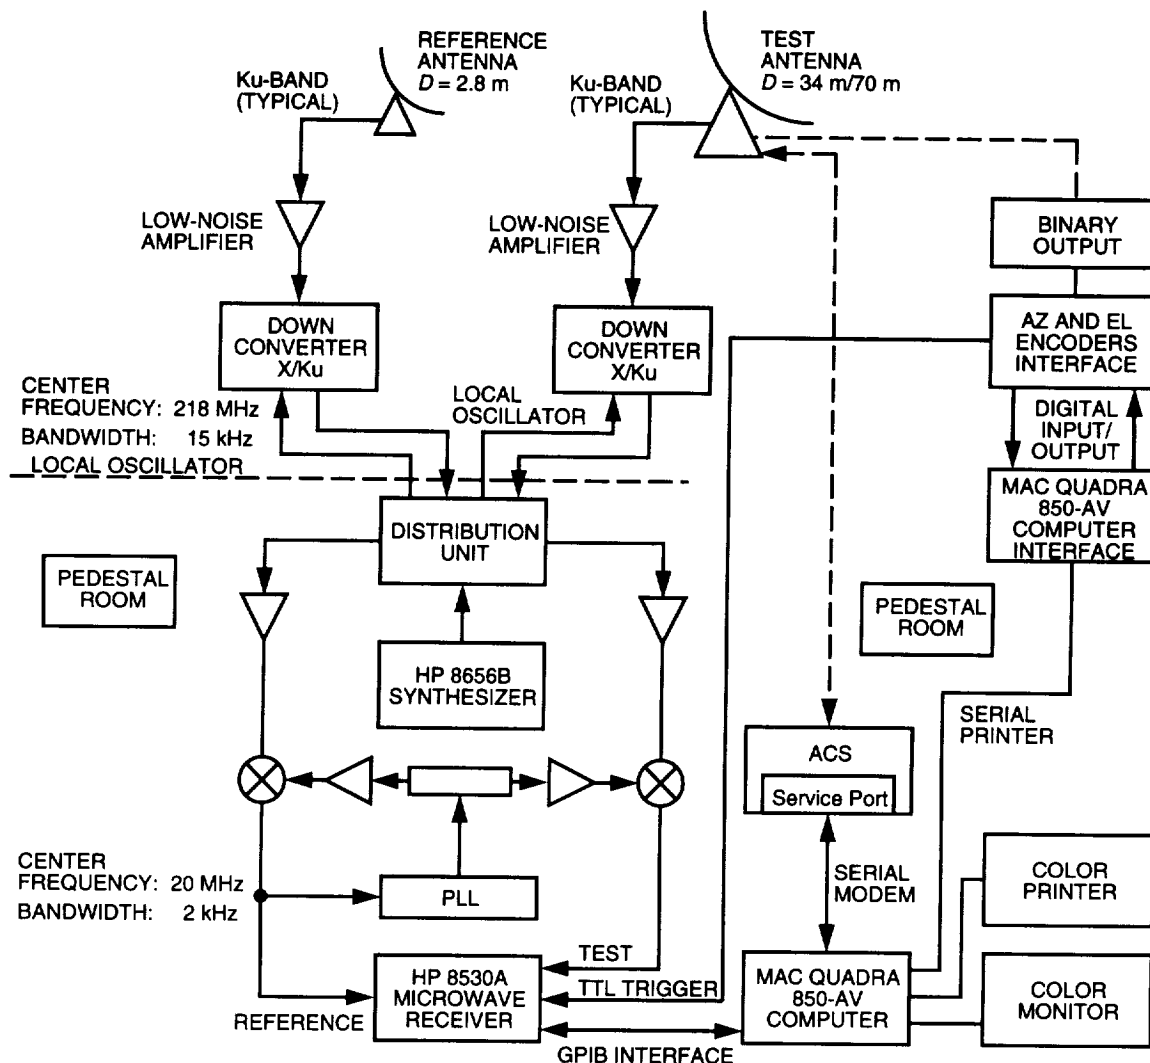 REFERENCE
ANTENNA
D = 2.8 m
TEST
ANTENNA
D = 34 m/70 m
Ku-BAND
(TYPICAL)
Ku-BAND
(TYPICAL)
LOW-NOISE
AMPLIFIER
LOW-NOISE
AMPLIFIER
BINARY
OUTPUT
DOWN
CONVERTER
X/Ku
DOWN
CONVERTER
X/Ku
AZ AND EL
ENCODERS
INTERFACE
CENTER
FREQUENCY: 218 MHz
BANDWIDTH: 15 kHz
LOCAL OSCILLATOR
LOCAL
OSCILLATOR
DIGITAL
INPUT/
OUTPUT
MAC QUADRA
850-AV
COMPUTER
INTERFACE
DISTRIBUTION
UNIT
PEDESTAL
ROOM
PEDESTAL
ROOM
HP 8656B
SYNTHESIZER
SERIAL
PRINTER
ACS
Service Port
CENTER
FREQUENCY: 20 MHz
BANDWIDTH: 2 kHz
PLL
SERIAL
MODEM
COLOR
PRINTER
TEST
HP 8530A
MICROWAVE
RECEIVER
TTL TRIGGER
MAC QUADRA
850-AV
COMPUTER
COLOR
MONITOR
REFERENCE
GPIB INTERFACE